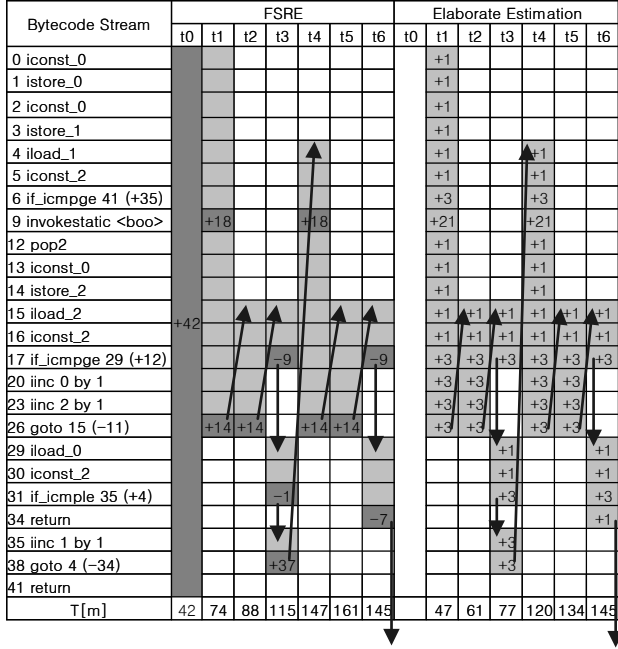 Bytecode Stream FSRE Elaborate Estimation
t0 t1 t2 t3 t4 t5 t6 t0 t1 t2 t3 t4 t5 t6
0 iconst_0 +1
1 istore_0 +1
2 iconst_0 +1
3 istore_1 +1
4 iload_1 +1 +1
5 iconst_2 +1 +1
6 if_icmpge 41 (+35) +3 +3
9 invokestatic <boo> +18 +18 +21 +21
12 pop2 +1 +1
13 iconst_0 +1 +1
14 istore_2 +1 +1
15 iload_2 +1 +1 +1 +1 +1 +1
+42
16 iconst_2 +1 +1 +1 +1 +1 +1
17 if_icmpge 29 (+12) −9 −9 +3 +3 +3 +3 +3 +3
20 iinc 0 by 1 +3 +3 +3 +3
23 iinc 2 by 1 +3 +3 +3 +3
26 goto 15 (−11) +14 +14 +14 +14 +3 +3 +3 +3
29 iload_0 +1 +1
30 iconst_2 +1 +1
31 if_icmple 35 (+4) −1 +3 +3
34 return −7 +1
35 iinc 1 by 1 +3
38 goto 4 (−34) +37 +3
41 return
T[m] 42 74 88 115 147 161 145 47 61 77 120 134 145